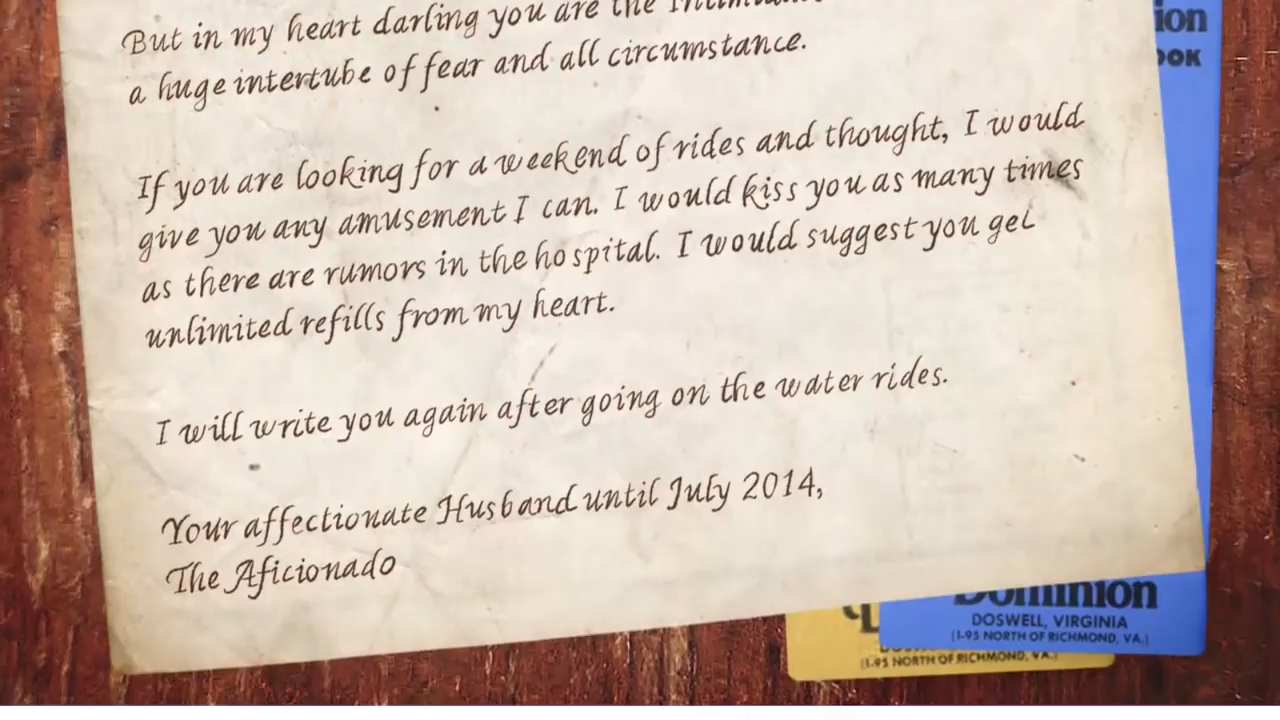 But in my heart darling you are the
a huge intertube of fear and all circumstance.
If you are looking for a weekend of rides and thought, I would
give you any amusement I can. I would kiss you as many times
as there are rumors in the hospital. I would suggest you get
unlimited refills from my heart.
I will write you again after going on the water rides.
Your affectionate Husband until July 2014,
The Aficionado
Dominion
DOSWELL, VIRGINIA
(I-95 NORTH OF RICHMOND, VA.)
(I-95 NORTH OF RICHMOND, VA.)